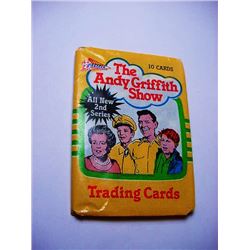 10 CARDS
The
Andy Griffith
Show
All New
2nd
Series
Trading Cards